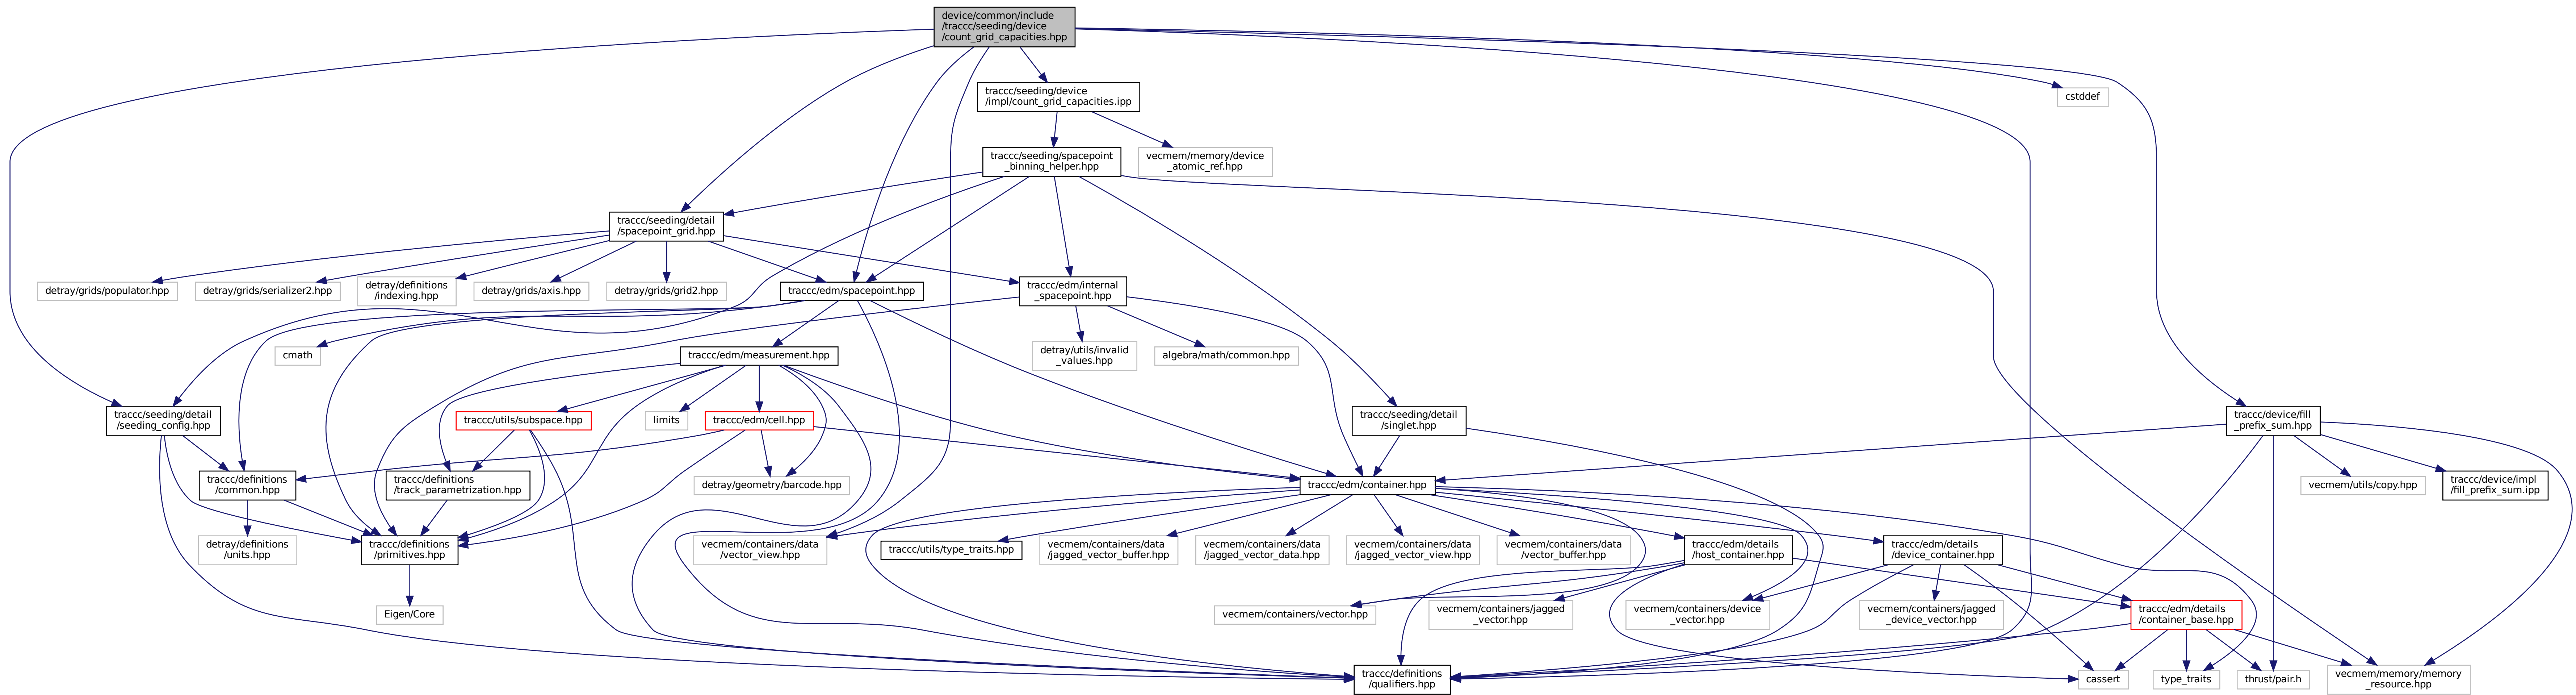 device/common/include
/traccc/seeding/device
/count_grid_capacities.hpp
traccc/seeding/device
/impl/count_grid_capacities.ipp
cstddef
traccc/seeding/spacepoint
_binning_helper.hpp
vecmem/memory/device
_atomic_ref.hpp
traccc/seeding/detail
/spacepoint_grid.hpp
detray/grids/populator.hpp
detray/grids/serializer2.hpp
detray/definitions
/indexing.hpp
detray/grids/axis.hpp
detray/grids/grid2.hpp
traccc/edm/spacepoint.hpp
traccc/edm/internal
_spacepoint.hpp
cmath
traccc/edm/measurement.hpp
detray/utils/invalid
_values.hpp
algebra/math/common.hpp
traccc/seeding/detail
/seeding_config.hpp
traccc/utils/subspace.hpp
limits
traccc/edm/cell.hpp
traccc/seeding/detail
/singlet.hpp
traccc/device/fill
_prefix_sum.hpp
traccc/definitions
/common.hpp
traccc/definitions
/track_parametrization.hpp
detray/geometry/barcode.hpp
traccc/edm/container.hpp
vecmem/utils/copy.hpp
traccc/device/impl
/fill_prefix_sum.ipp
detray/definitions
/units.hpp
traccc/definitions
/primitives.hpp
vecmem/containers/data
/vector_view.hpp
traccc/utils/type_traits.hpp
vecmem/containers/data
/jagged_vector_buffer.hpp
vecmem/containers/data
/jagged_vector_data.hpp
vecmem/containers/data
/jagged_vector_view.hpp
vecmem/containers/data
/vector_buffer.hpp
traccc/edm/details
/host_container.hpp
traccc/edm/details
/device_container.hpp
Eigen/Core
vecmem/containers/vector.hpp
vecmem/containers/jagged
_vector.hpp
vecmem/containers/device
_vector.hpp
vecmem/containers/jagged
_device_vector.hpp
traccc/edm/details
/container_base.hpp
traccc/definitions
/qualifiers.hpp
cassert
type_traits
thrust/pair.h
vecmem/memory/memory
_resource.hpp